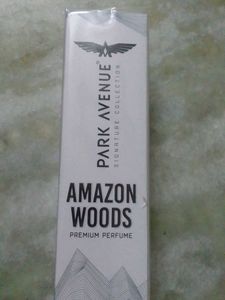 PARK AVENUE
SIGNATURE COLLECTION
AMAZON
WOODS
PREMIUM PERFUME